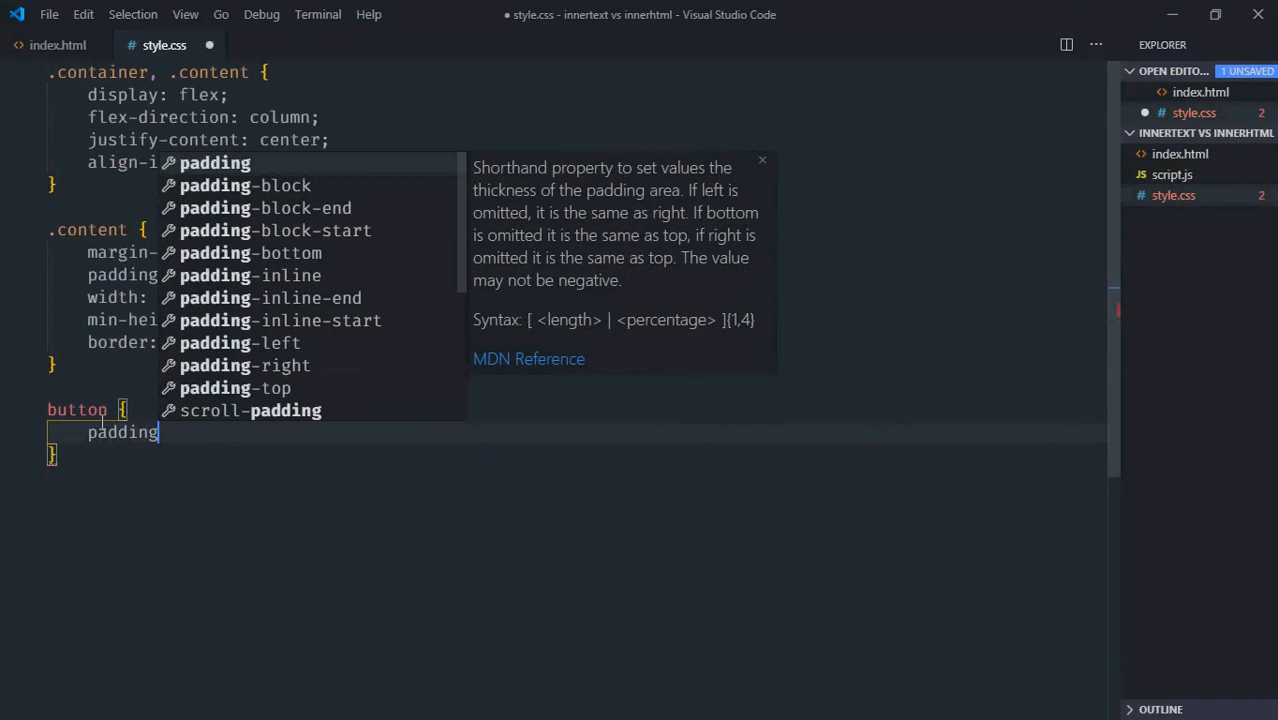 File Edit Selection View Go Debug Terminal Help
● style.css - innertext vs innerhtml - Visual Studio Code
index.html
# style.css ●
EXPLORER
.container, .content {
display: flex;
flex-direction: column;
justify-content: center;
align-i
}
.content {
margin-
padding
width:
min-hei
border:
}
button {
padding
}
padding
padding-block
padding-block-end
padding-block-start
padding-bottom
padding-inline
padding-inline-end
padding-inline-start
padding-left
padding-right
padding-top
scroll-padding
Shorthand property to set values the
thickness of the padding area. If left is
omitted, it is the same as right. If bottom
is omitted it is the same as top, if right is
omitted it is the same as top. The value
may not be negative.
Syntax: [ <length> | <percentage> ]{1,4}
MDN Reference
OPEN EDITO... 1 UNSAVED
index.html
# style.css 2
INNERTEXT VS INNERHTML
index.html
JS script.js
# style.css 2
OUTLINE